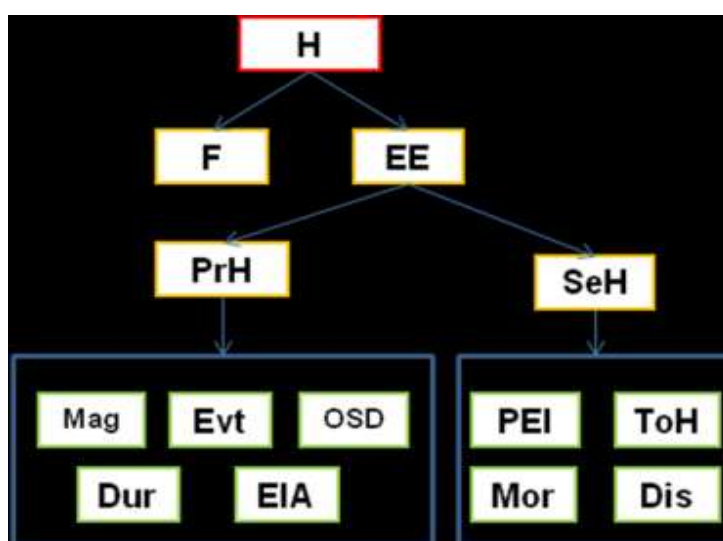 H
F EE
PrH
SeH
Mag Evt OSD
PEI ToH
Dur EIA
Mor Dis